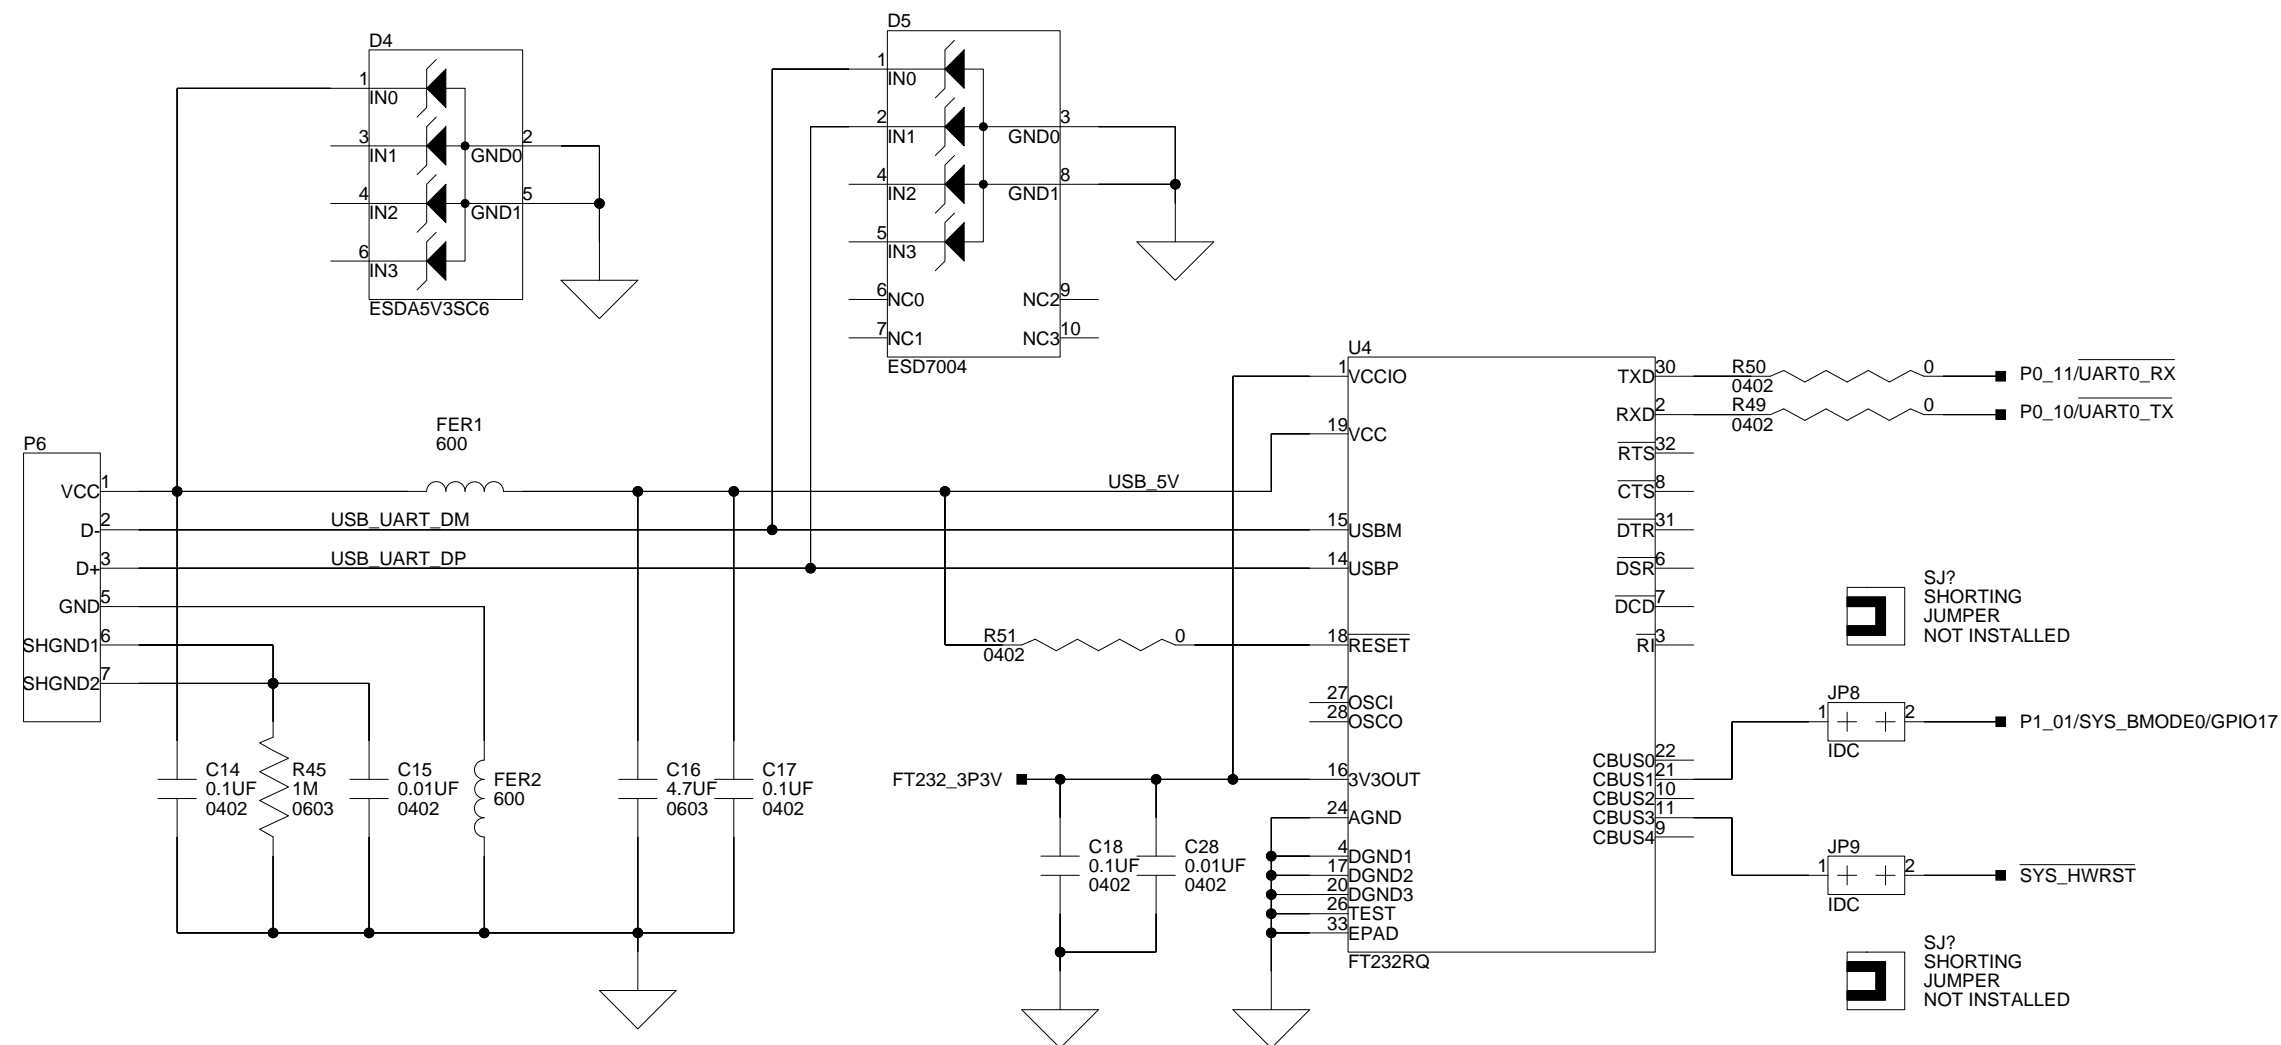 D4
1
IN0
3
IN1
4
IN2
6
IN3
2
GND0
5
GND1
ESDA5V3SC6
D5
1
IN0
2
IN1
4
IN2
5
IN3
6
NC0
7
NC1
3
GND0
8
GND1
9
NC2
10
NC3
ESD7004
P6
VCC 1
D- 2
D+ 3
GND 5
SHGND1 6
SHGND2 7
FER1
600
USB_5V
USB_UART_DM
USB_UART_DP
R51 0
0402
C14
0.1UF
0402
R45
1M
0603
C15
0.01UF
0402
FER2
600
C16
4.7UF
0603
C17
0.1UF
0402
FT232_3P3V
C18
0.1UF
0402
C28
0.01UF
0402
U4
1 VCCIO
19 VCC
15 USBM
14 USBP
18 RESET
27 OSCI
28 OSCO
16 3V3OUT
24 AGND
4 DGND1
17 DGND2
20 DGND3
26 TEST
33 EPAD
TXD 30
RXD 2
RTS 32
CTS 8
DTR 31
DSR 6
DCD 7
RI 3
CBUS0 22
CBUS1 21
CBUS2 10
CBUS3 11
CBUS4 9
FT232RQ
R50 0
0402
P0_11/UART0_RX
R49 0
0402
P0_10/UART0_TX
SJ?
SHORTING
JUMPER
NOT INSTALLED
JP8
1 2
IDC
P1_01/SYS_BMODE0/GPIO17
JP9
1 2
IDC
SYS_HWRST
SJ?
SHORTING
JUMPER
NOT INSTALLED